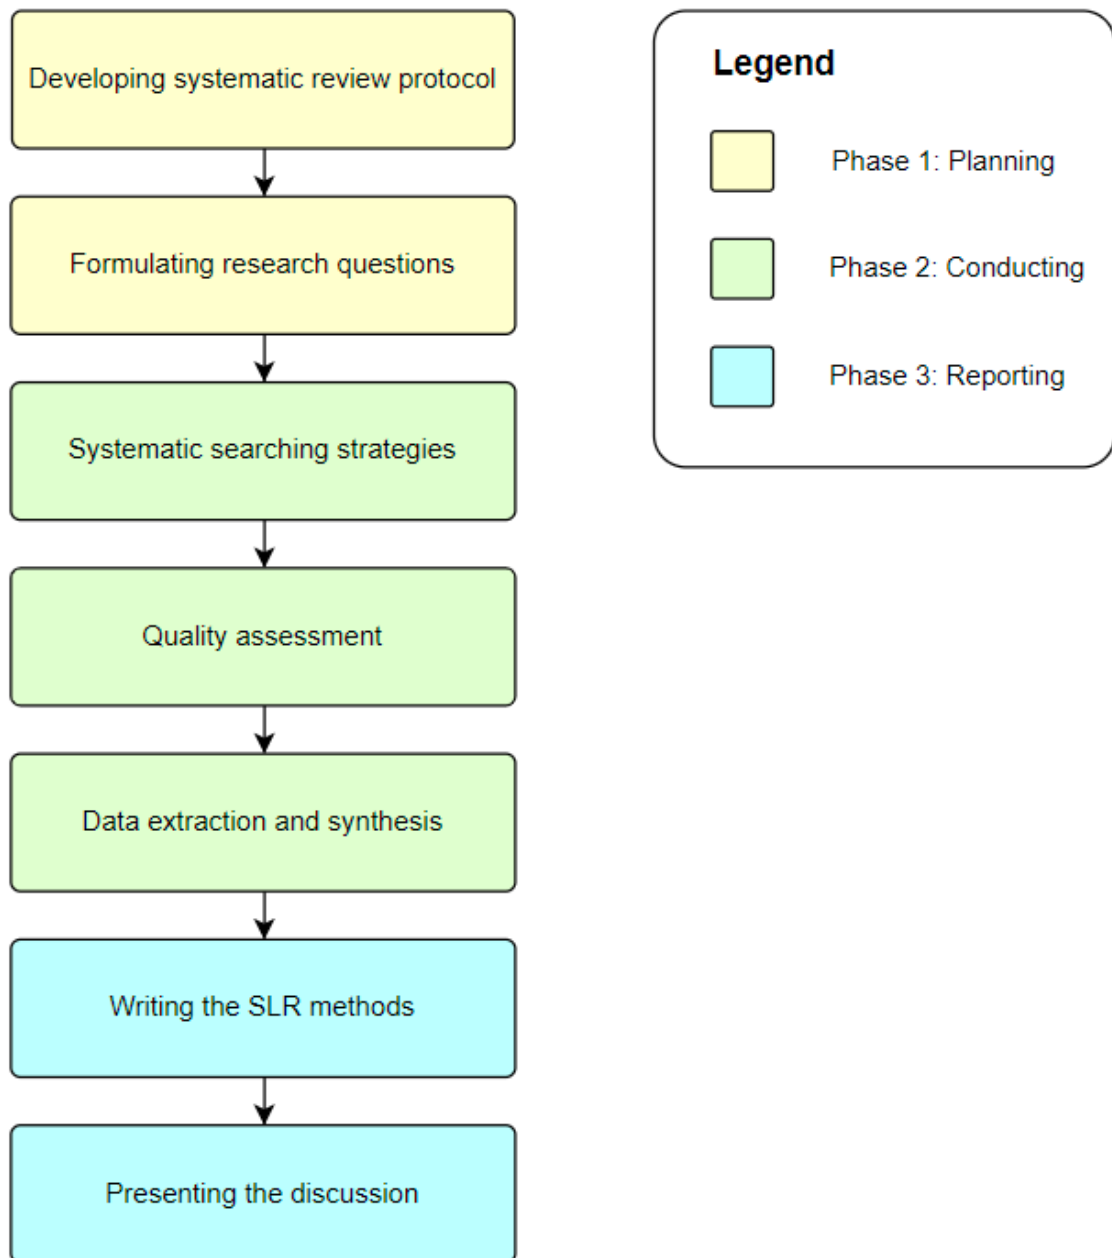 Developing systematic review protocol
Formulating research questions
Systematic searching strategies
Quality assessment
Data extraction and synthesis
Writing the SLR methods
Presenting the discussion
Legend
Phase 1: Planning
Phase 2: Conducting
Phase 3: Reporting